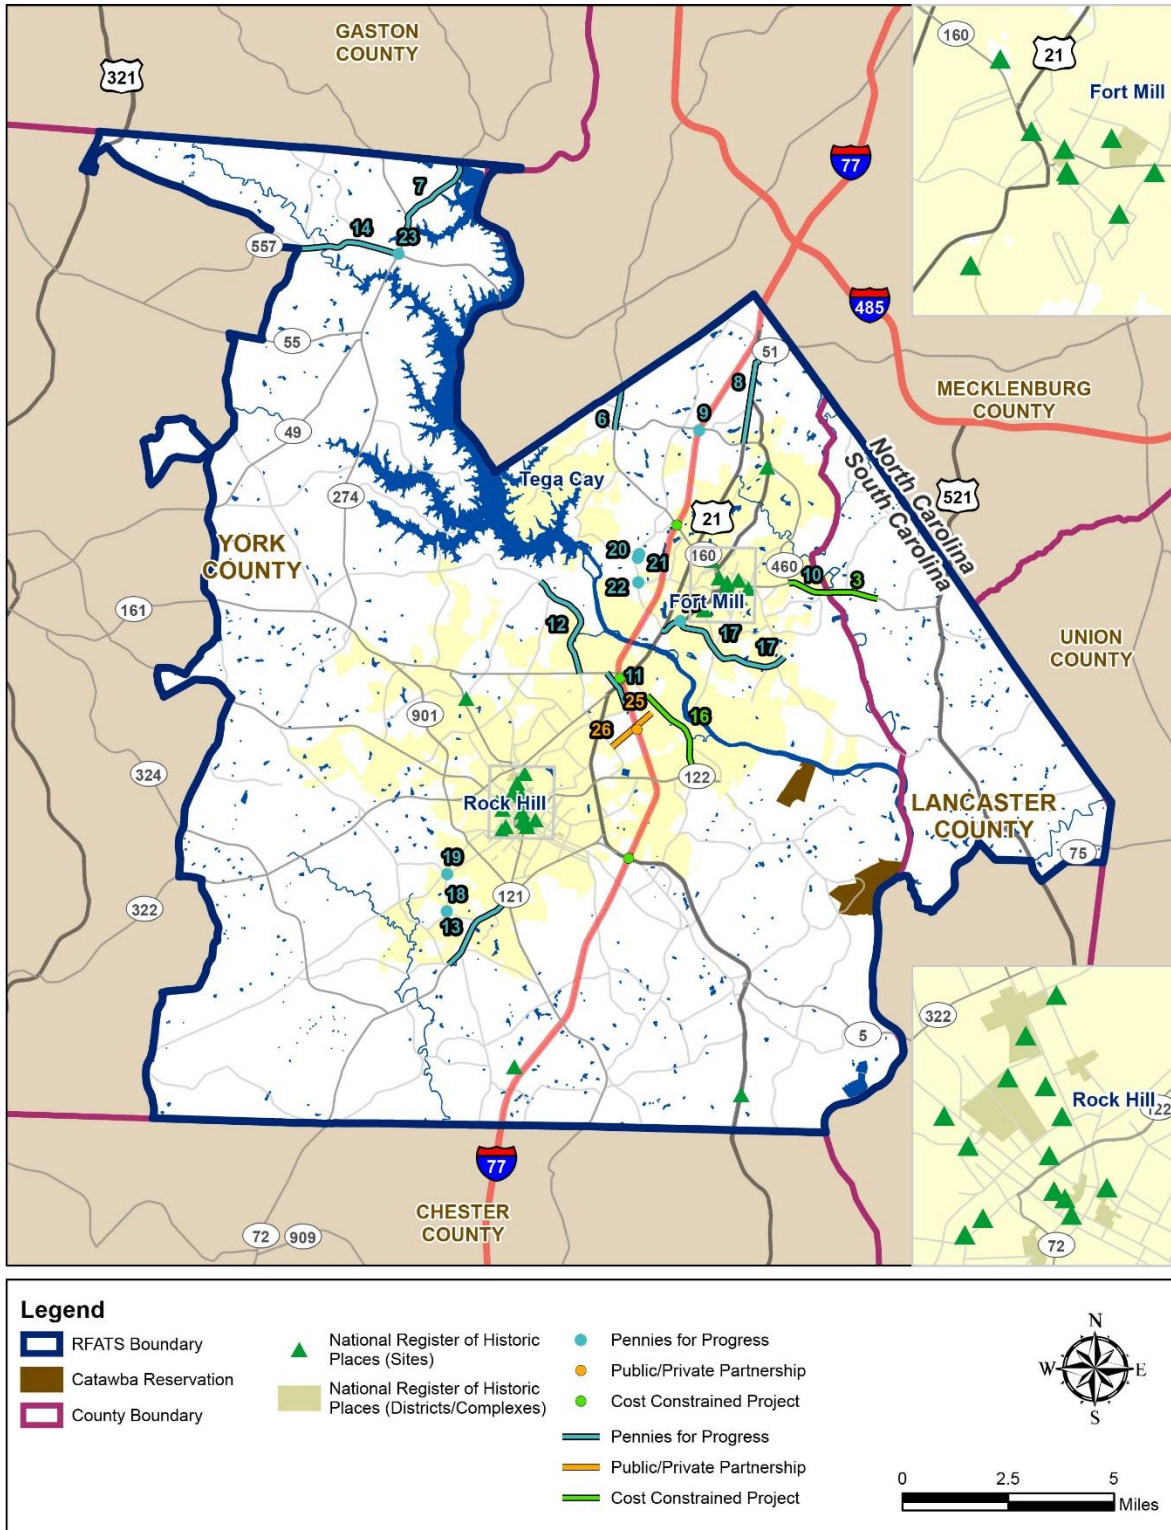 GASTON
COUNTY
321
160
21
Fort Mill
77
7
14
23
557
485
55
51
8
MECKLENBURG
COUNTY
6
9
49
North Carolina
South Carolina
Tega Cay
274
521
21
YORK
COUNTY
20
21
160
460
10
3
22
Fort Mill
161
12
17
17
UNION
COUNTY
11
25
901
26
16
324
122
Rock Hill
LANCASTER
COUNTY
75
19
18
121
322
13
322
5
Rock Hill
122
77
CHESTER
COUNTY
72
909
72
Legend
RFATS Boundary
Catawba Reservation
County Boundary
National Register of Historic
Places (Sites)
National Register of Historic
Places (Districts/Complexes)
Pennies for Progress
Public/Private Partnership
Cost Constrained Project
Pennies for Progress
Public/Private Partnership
Cost Constrained Project
N
W
E
S
0
2.5
5
Miles